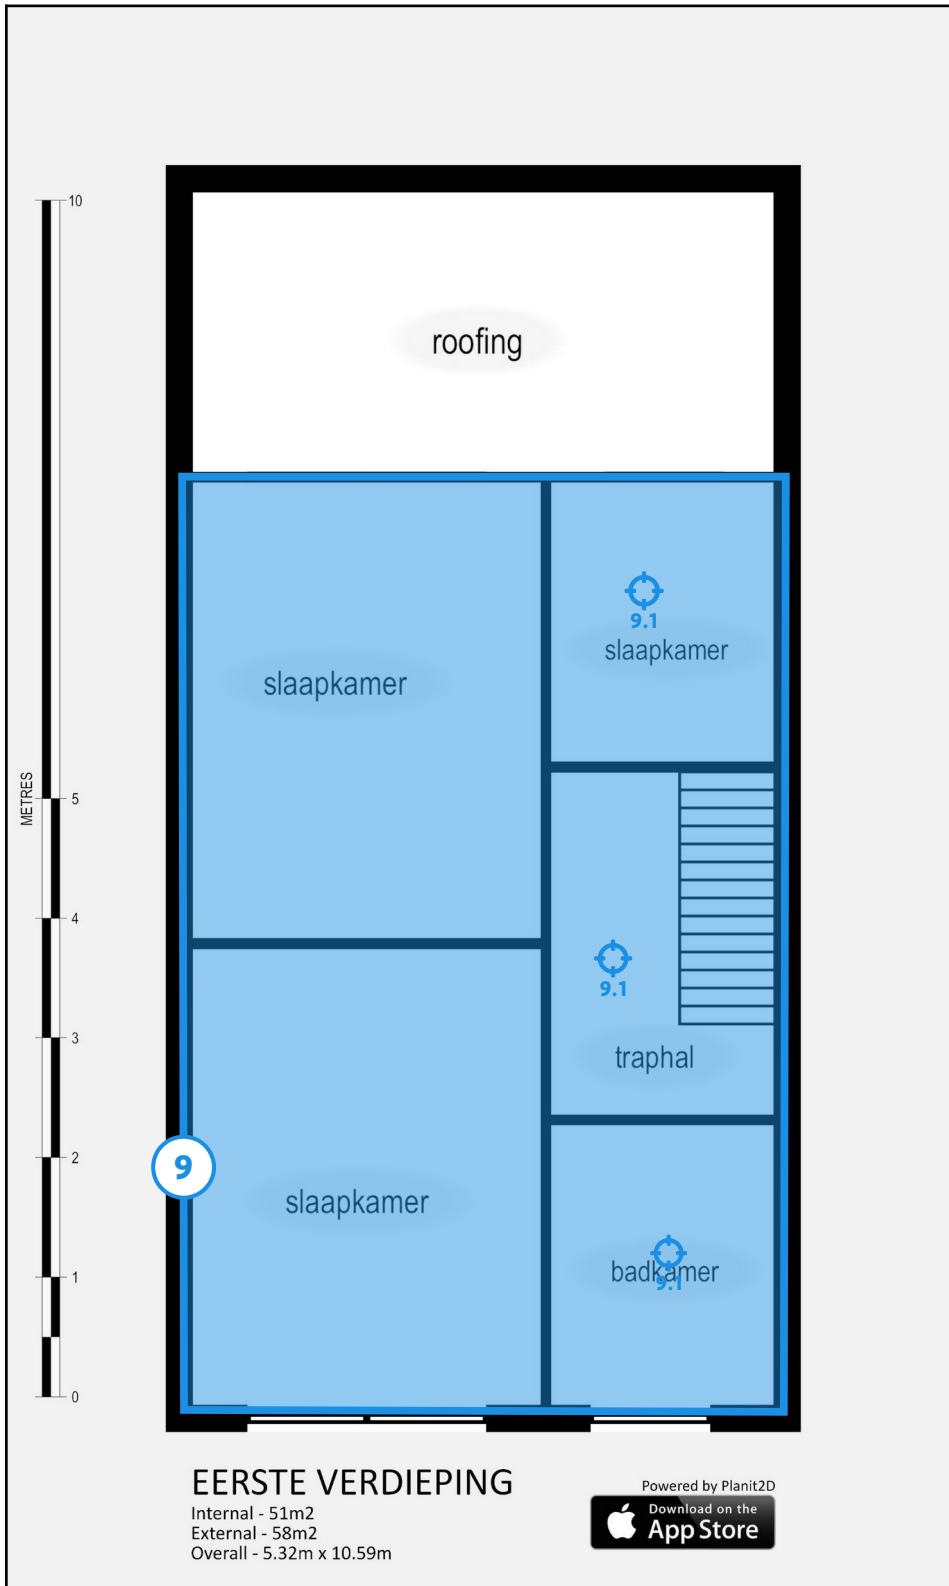 10
roofing
9.1
slaapkamer
slaapkamer
METRES
5
4
9.1
3
traphal
2
9
slaapkamer
badkamer
9.1
1
0
EERSTE VERDIEPING
Internal - 51m2
External - 58m2
Overall - 5.32m x 10.59m
Powered by Planit2D
Download on the
App Store